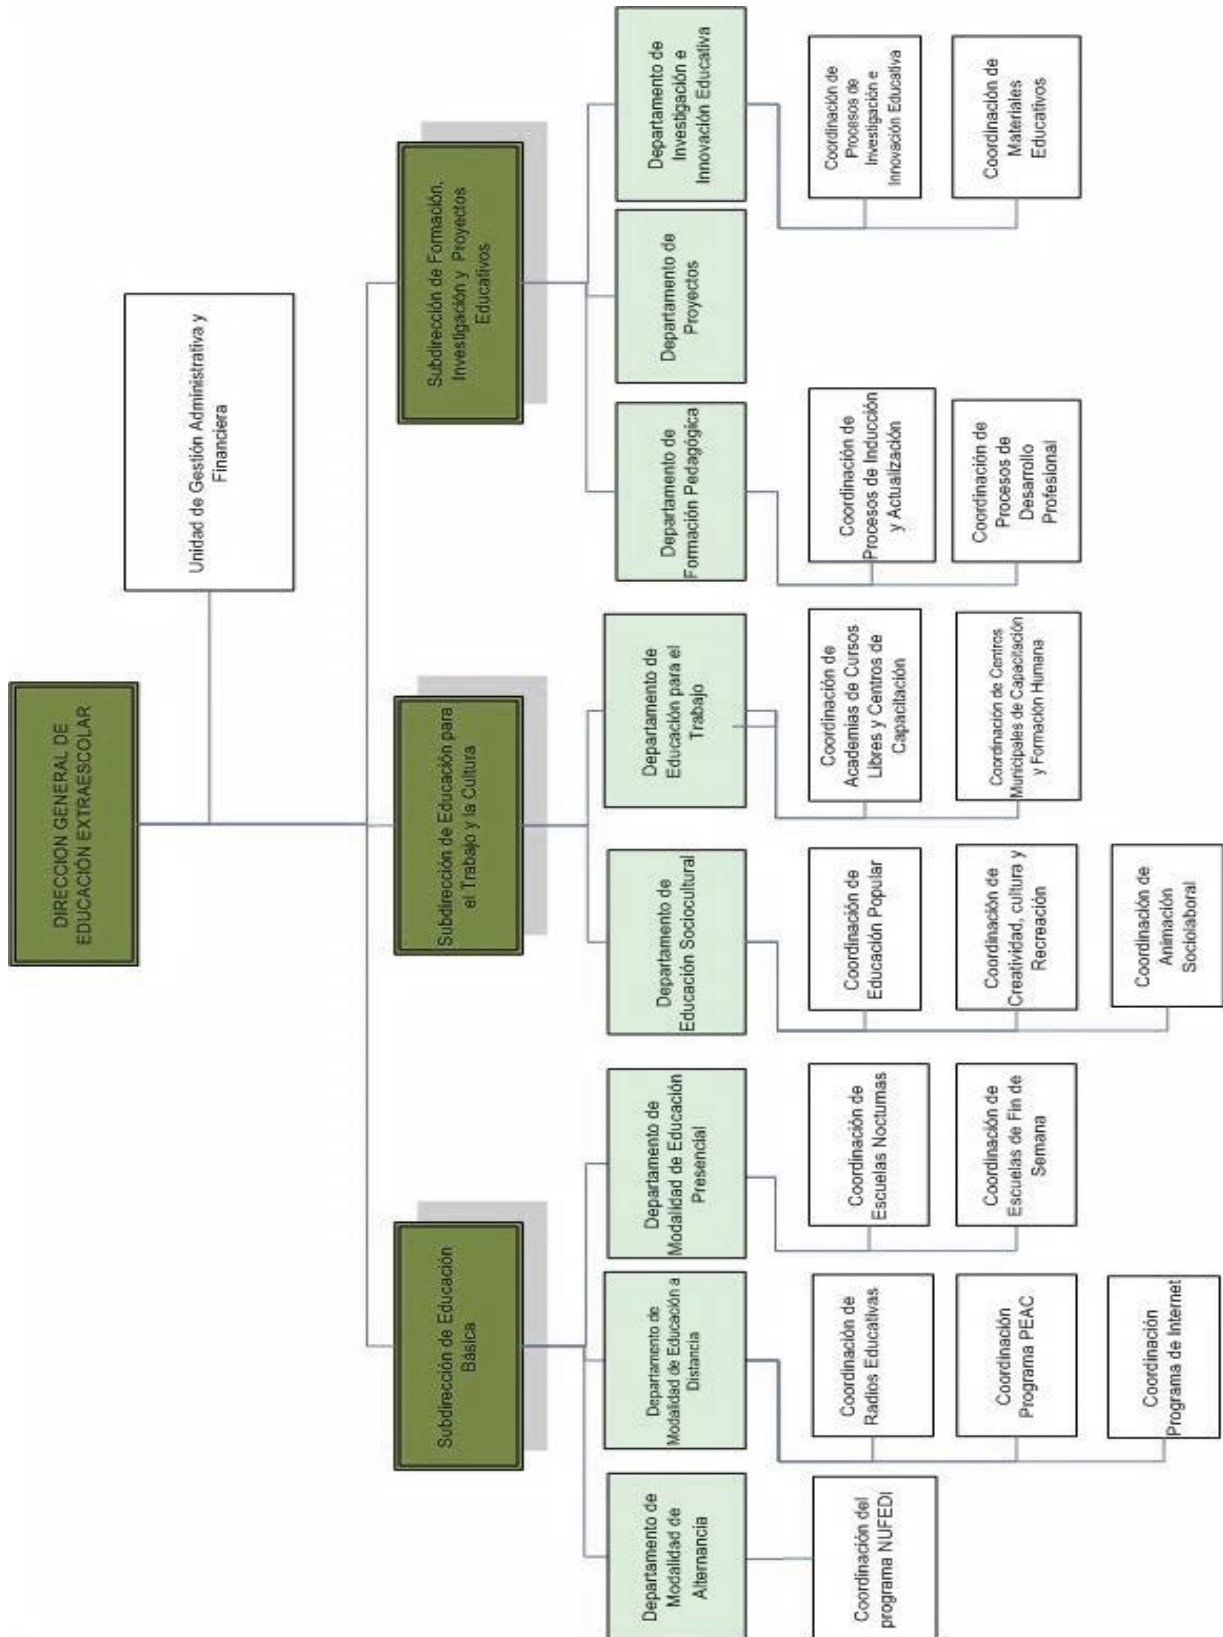 DIRECCION GENERAL DE
EDUCACIÓN EXTRAESCOLAR
Unidad de Gestión Administrativa y
Financiera
Subdirección de Educación
Básica
Subdirección de Educación para
el Trabajo y la Cultura
Subdirección de Formación,
Investigación y Proyectos
Educativos
Departamento de
Modalidad de
Alternancia
Departamento de
Modalidad de Educación a
Distancia
Departamento de
Modalidad de Educación
Presencial
Departamento de
Educación Sociocultural
Departamento de
Educación para el
Trabajo
Departamento de
Formación Pedagógica
Departamento de
Proyectos
Departamento de
Investigación e
Innovación Educativa
Coordinación del
programa NUFEDI
Coordinación de
Radios Educativas
Coordinación
Programa PEAC
Coordinación
Programa de Internet
Coordinación de
Escuelas Nocturnas
Coordinación de
Escuelas de Fin de
Semana
Coordinación de
Educación Popular
Coordinación de
Creatividad, cultura y
Recreación
Coordinación de
Animación
Sociolaboral
Coordinación de
Academias de Cursos
Libres y Centros de
Capacitación
Coordinación de Centros
Municipales de Capacitación
y Formación Humana
Coordinación de
Procesos de Inducción
y Actualización
Coordinación de
Procesos de
Desarrollo
Profesional
Coordinación de
Procesos de
Investigación e
Innovación Educativa
Coordinación de
Materiales
Educativos